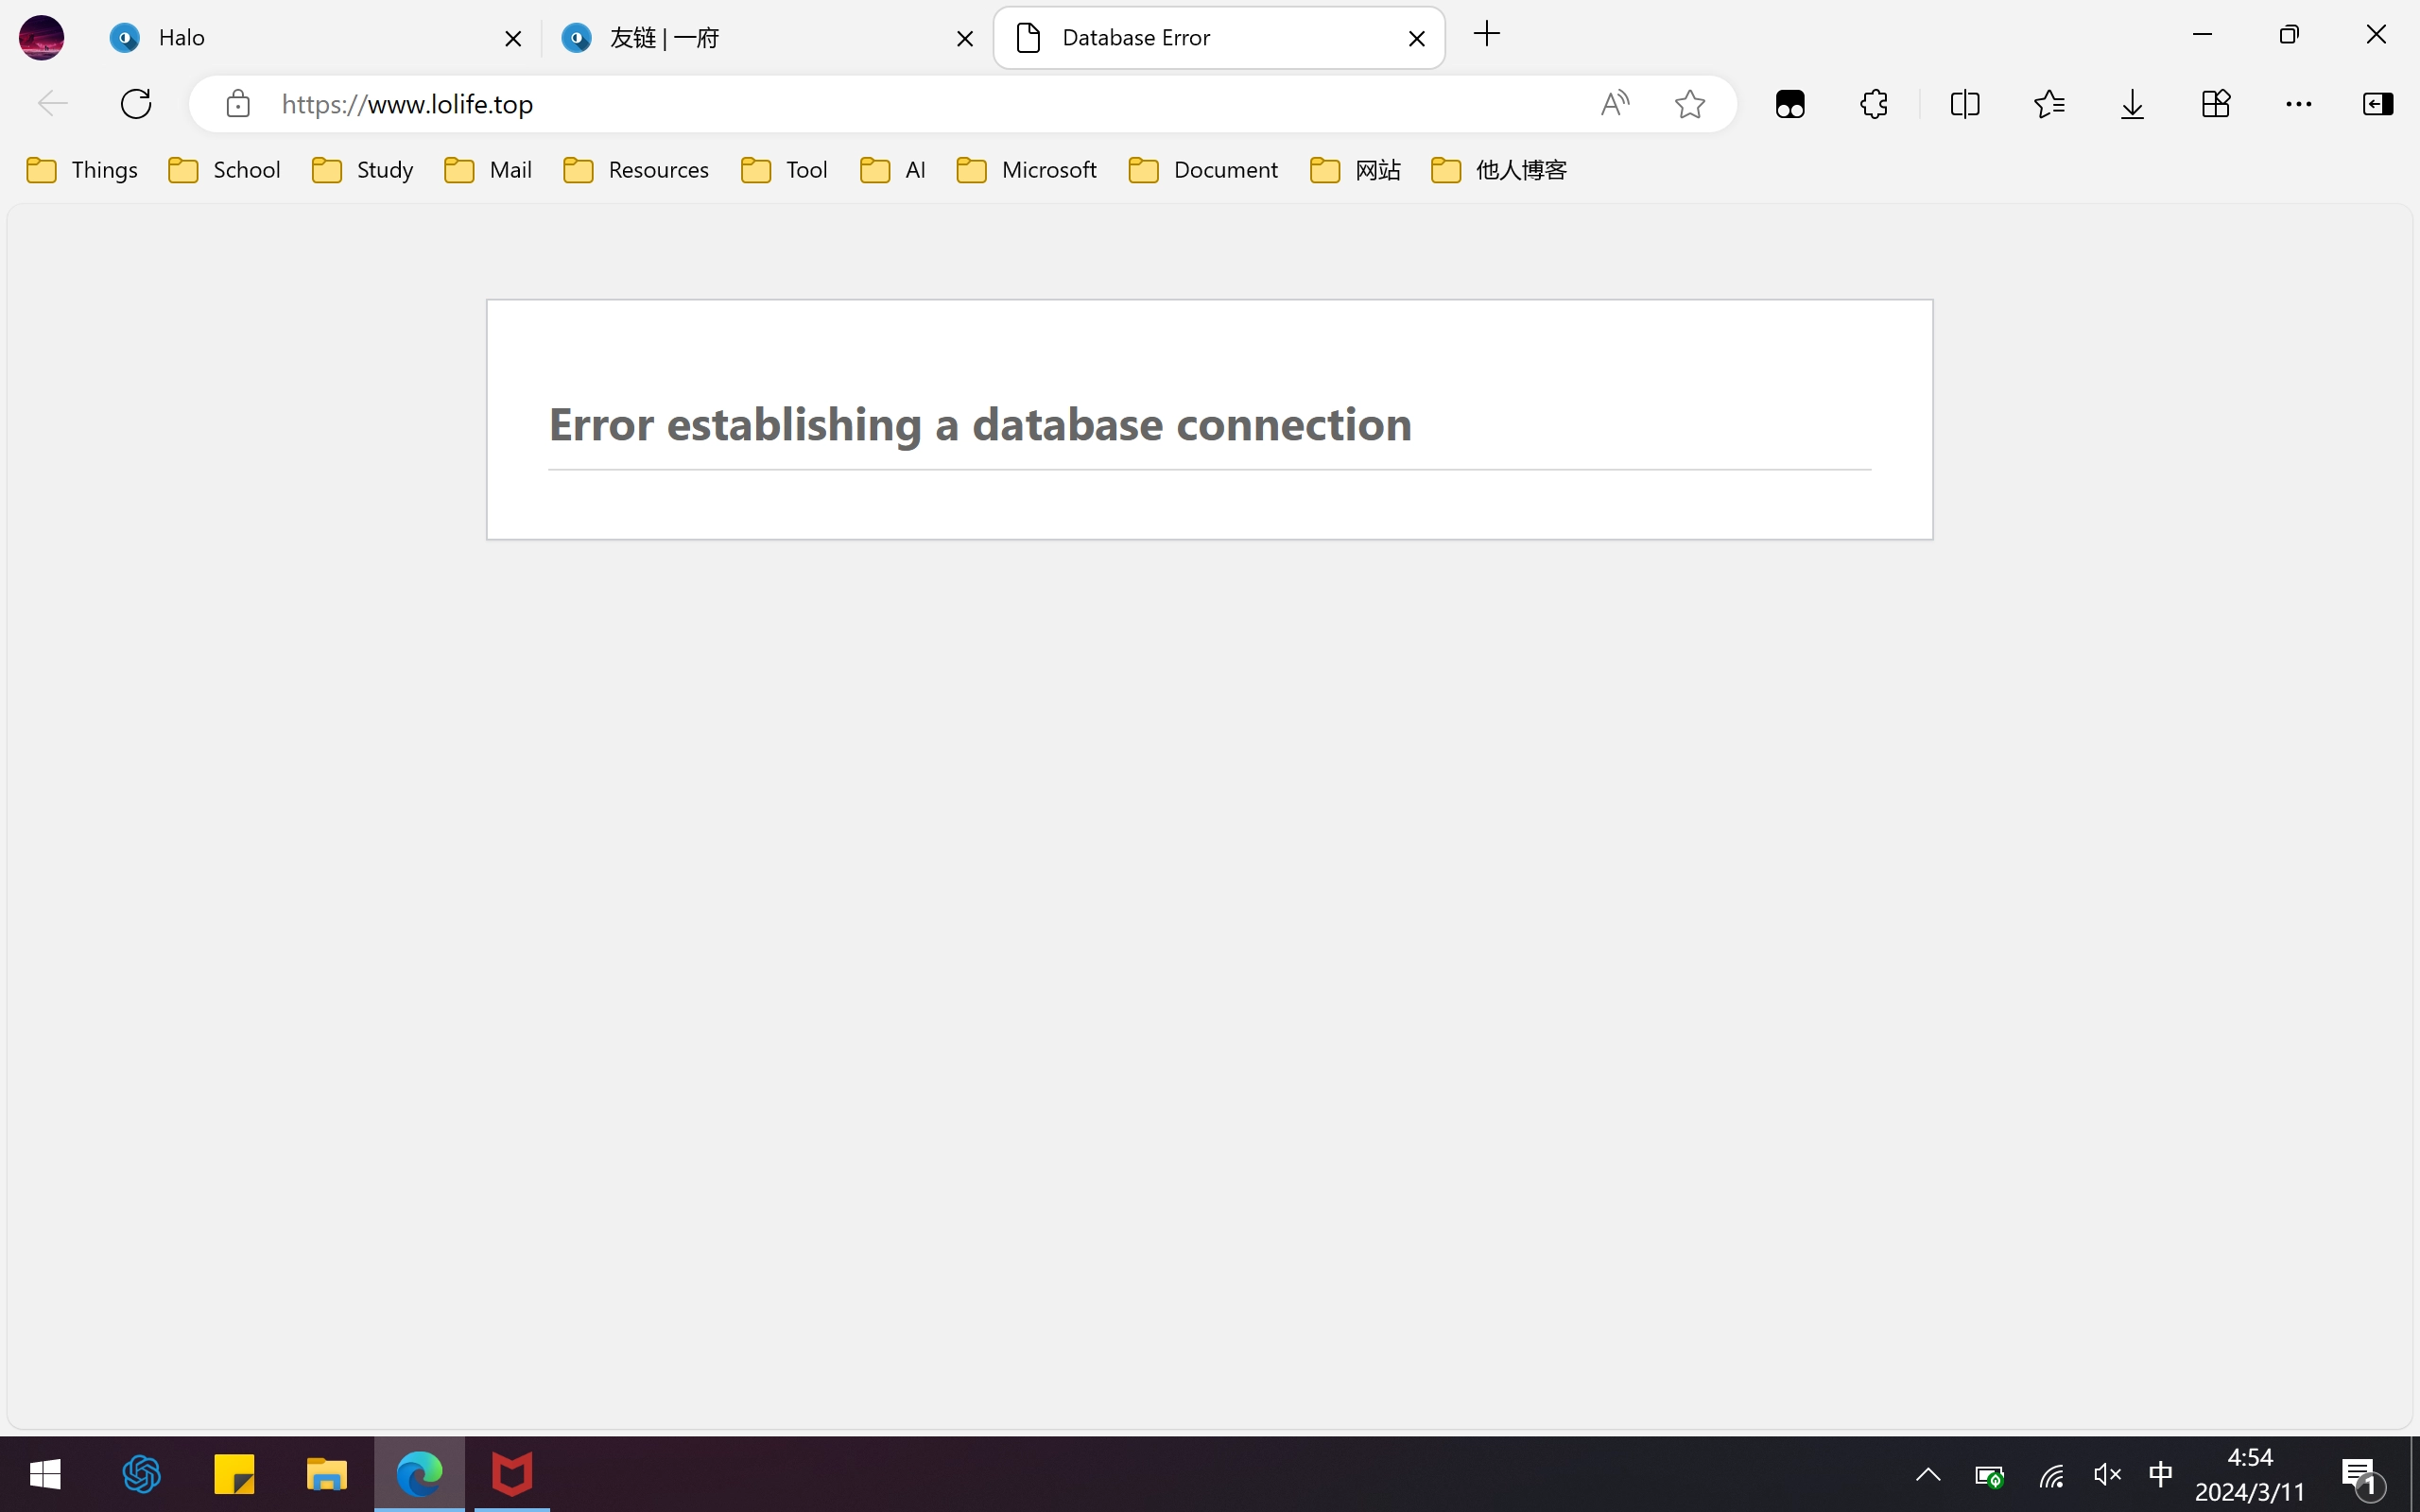 Halo
友链 | 一府
Database Error
https://www.lolife.top
Things School Study Mail Resources Tool AI Microsoft Document 网站 他人博客
Error establishing a database connection
中
4:54
2024/3/11
1